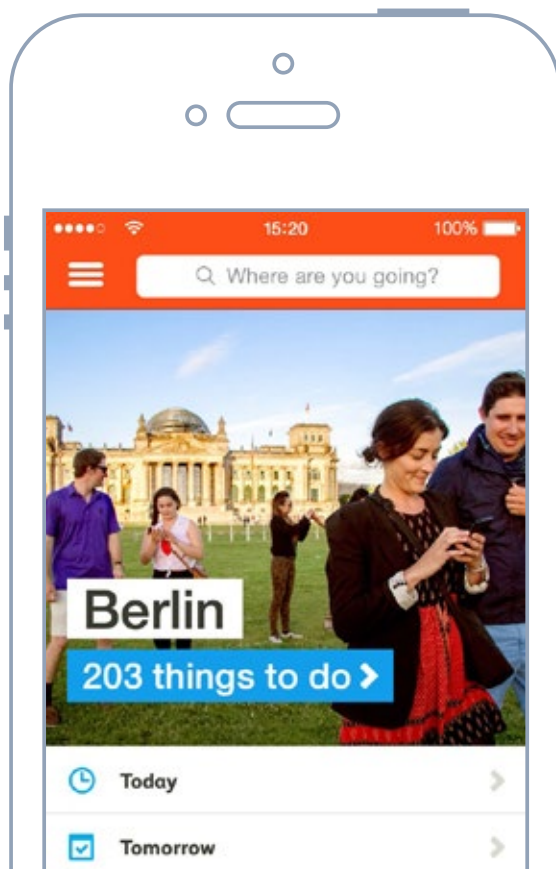 15:20
100%
Where are you going?
Berlin
203 things to do
Today
Tomorrow